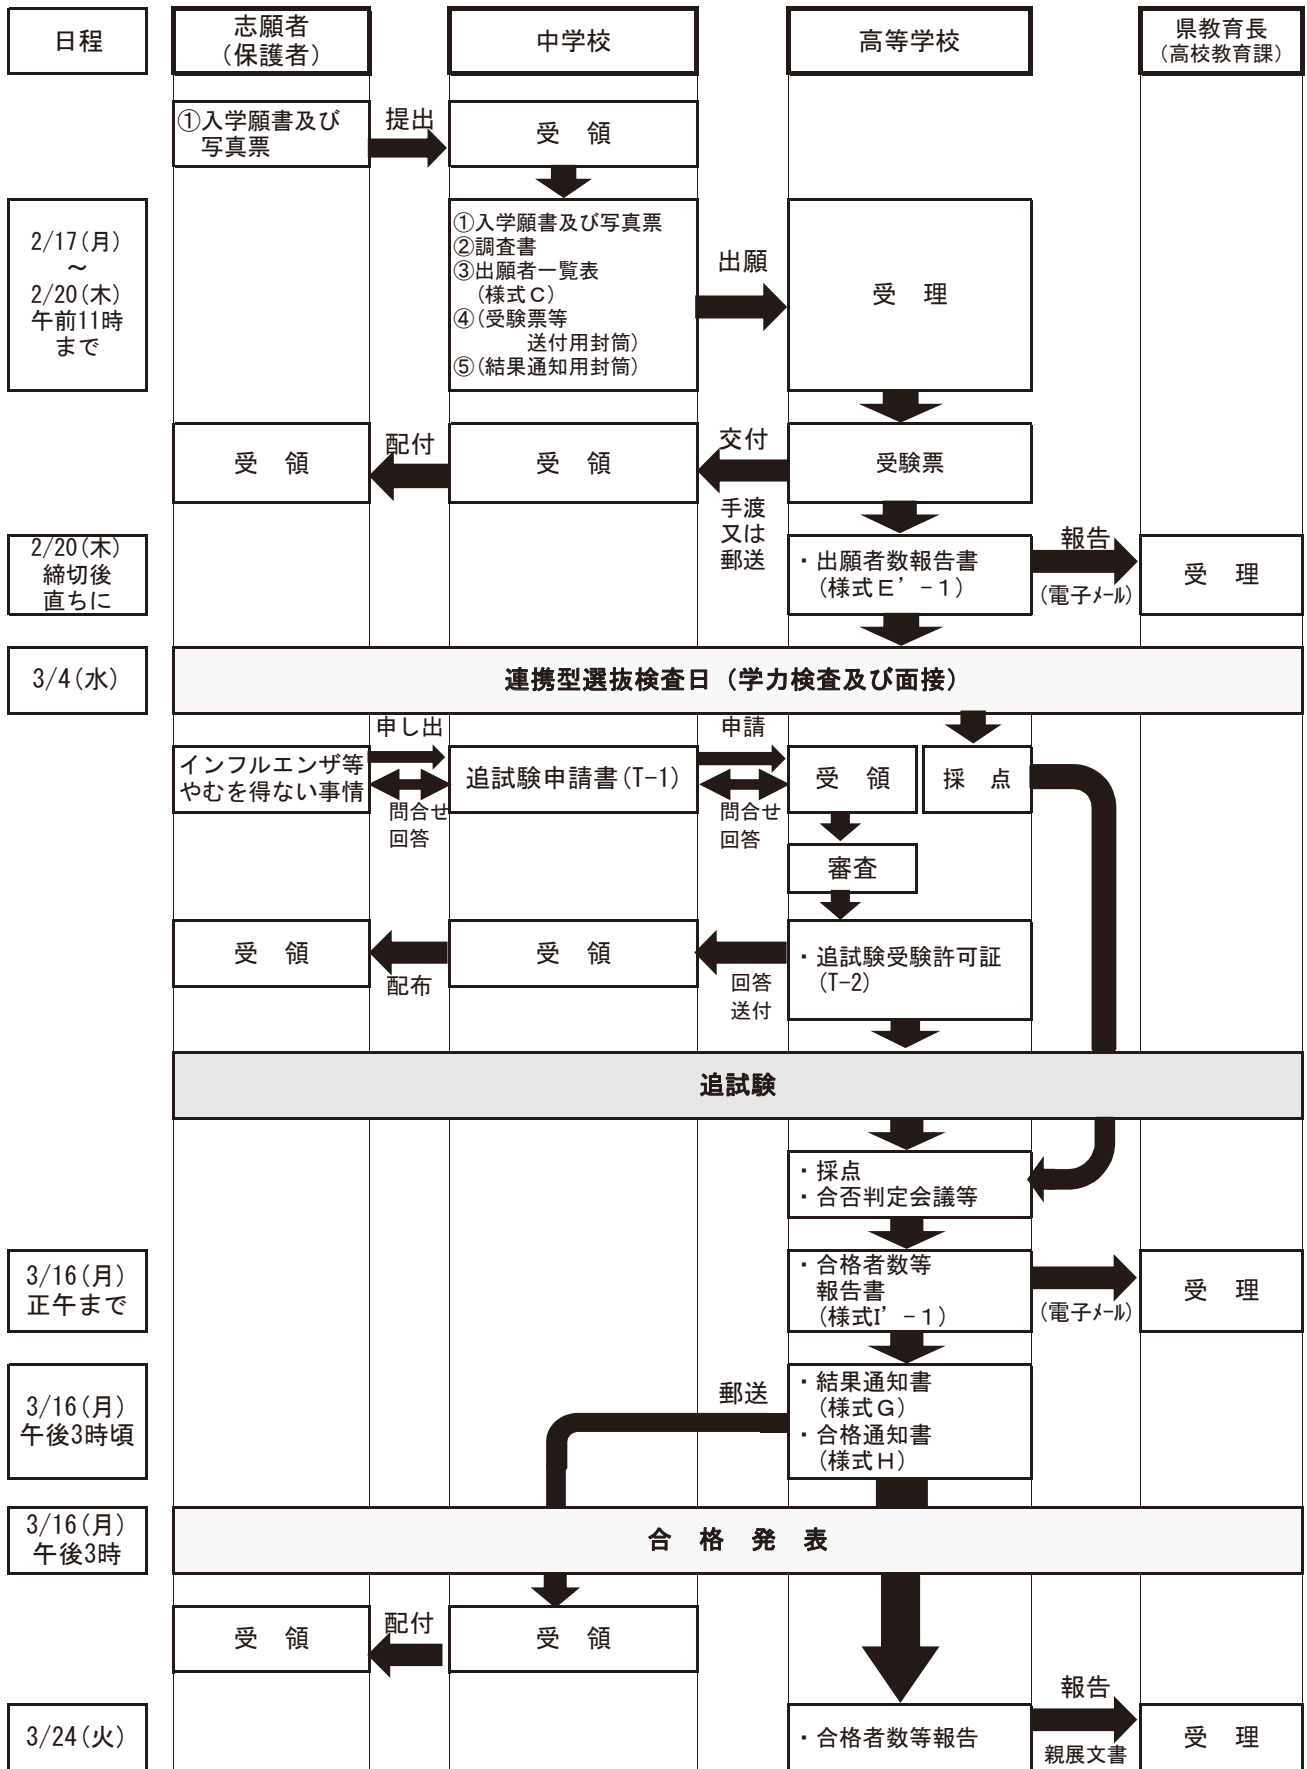 日程
志願者
（保護者）
中学校
高等学校
県教育長
（高校教育課）
①入学願書及び
写真票
提出
受　領
2/17(月)
～
2/20(木)
午前11時
まで
①入学願書及び写真票
②調査書
③出願者一覧表
(様式Ｃ)
④(受験票等
送付用封筒)
⑤(結果通知用封筒)
出願
受　理
受　領
配付
受　領
交付
手渡
又は
郵送
受験票
2/20(木)
締切後
直ちに
・出願者数報告書
(様式Ｅ’－１)
報告
(電子ﾒｰﾙ)
受　理
3/4(水)
連携型選抜検査日（学力検査及び面接）
インフルエンザ等
やむを得ない事情
申し出
問合せ
回答
追試験申請書(T-1)
申請
問合せ
回答
受　領
採　点
審査
受　領
配布
受　領
回答
送付
・追試験受験許可証
(T-2)
追試験
・採点
・合否判定会議等
3/16(月)
正午まで
・合格者数等
報告書
(様式I’－１)
(電子ﾒｰﾙ)
受　理
3/16(月)
午後3時頃
郵送
・結果通知書
(様式Ｇ)
・合格通知書
(様式Ｈ)
3/16(月)
午後3時
合　格　発　表
受　領
配付
受　領
3/24(火)
・合格者数等報告
報告
親展文書
受　理